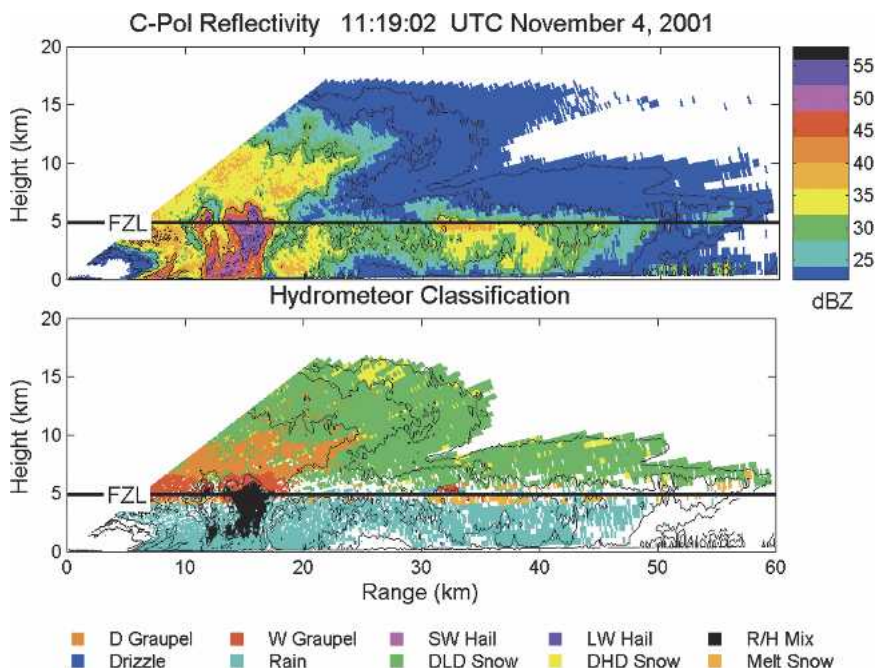 C-Pol Reflectivity 11:19:02 UTC November 4, 2001
20
15
10
5
0
Height (km)
FZL
55
50
45
40
35
30
25
dBZ
Hydrometeor Classification
20
15
10
5
0
Height (km)
FZL
0 10 20 30 40 50 60
Range (km)
D Graupel W Graupel SW Hail LW Hail R/H Mix
Drizzle Rain DLD Snow DHD Snow Melt Snow